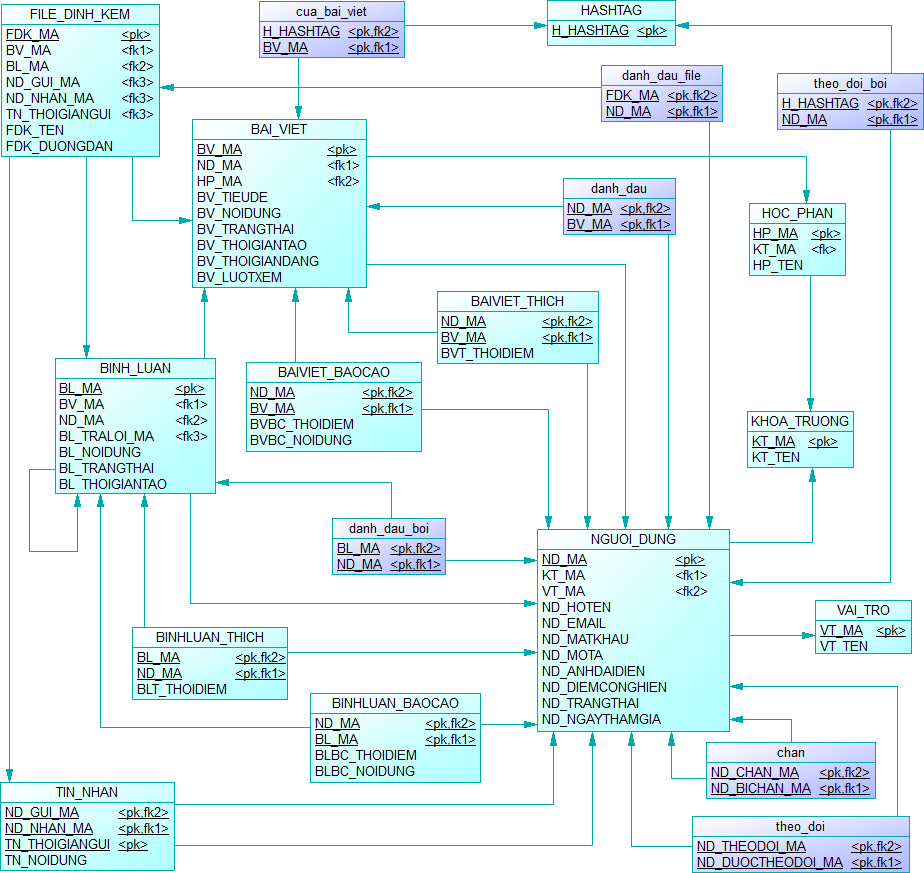 FILE_DINH_KEM
FDK_MA <pk>
BV_MA <fk1>
BL_MA <fk2>
ND_GUI_MA <fk3>
ND_NHAN_MA <fk3>
TN_THOIGIANGUI <fk3>
FDK_TEN
FDK_DUONGDAN
cua_bai_viet
H_HASHTAG <pk,fk2>
BV_MA <pk,fk1>
HASHTAG
H_HASHTAG <pk>
danh_dau_file
FDK_MA <pk,fk2>
ND_MA <pk,fk1>
theo_doi_boi
H_HASHTAG <pk,fk2>
ND_MA <pk,fk1>
BAI_VIET
BV_MA <pk>
ND_MA <fk1>
HP_MA <fk2>
BV_TIEUDE
BV_NOIDUNG
BV_TRANGTHAI
BV_THOIGIANTAO
BV_THOIGIANDANG
BV_LUOTXEM
danh_dau
ND_MA <pk,fk2>
BV_MA <pk,fk1>
HOC_PHAN
HP_MA <pk>
KT_MA <fk>
HP_TEN
BAIVIET_THICH
ND_MA <pk,fk2>
BV_MA <pk,fk1>
BVT_THOIDIEM
BINH_LUAN
BL_MA <pk>
BV_MA <fk1>
ND_MA <fk2>
BL_TRALOI_MA <fk3>
BL_NOIDUNG
BL_TRANGTHAI
BL_THOIGIANTAO
BAIVIET_BAOCAO
ND_MA <pk,fk2>
BV_MA <pk,fk1>
BVBC_THOIDIEM
BVBC_NOIDUNG
KHOA_TRUONG
KT_MA <pk>
KT_TEN
danh_dau_boi
BL_MA <pk,fk2>
ND_MA <pk,fk1>
NGUOI_DUNG
ND_MA <pk>
KT_MA <fk1>
VT_MA <fk2>
ND_HOTEN
ND_EMAIL
ND_MATKHAU
ND_MOTA
ND_ANHDAIDIEN
ND_DIEMCONGHIEN
ND_TRANGTHAI
ND_NGAYTHAMGIA
VAI_TRO
VT_MA <pk>
VT_TEN
BINHLUAN_THICH
BL_MA <pk,fk2>
ND_MA <pk,fk1>
BLT_THOIDIEM
BINHLUAN_BAOCAO
ND_MA <pk,fk2>
BL_MA <pk,fk1>
BLBC_THOIDIEM
BLBC_NOIDUNG
chan
ND_CHAN_MA <pk,fk2>
ND_BICHAN_MA <pk,fk1>
TIN_NHAN
ND_GUI_MA <pk,fk2>
ND_NHAN_MA <pk,fk1>
TN_THOIGIANGUI <pk>
TN_NOIDUNG
theo_doi
ND_THEODOI_MA <pk,fk2>
ND_DUOCTHEODOI_MA <pk,fk1>